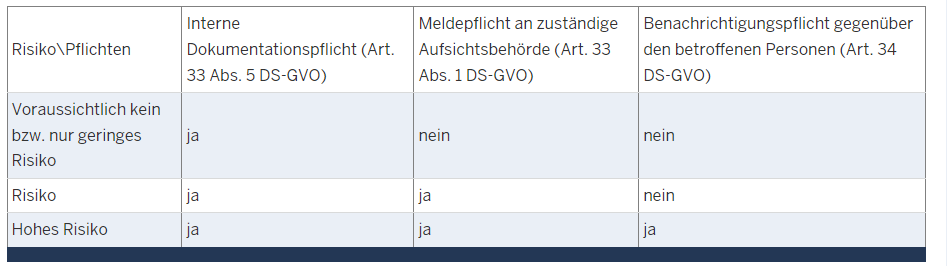 Risiko\Pflichten
Interne
Dokumentationspflicht (Art.
33 Abs. 5 DS-GVO)
Meldepflicht an zuständige
Aufsichtsbehörde (Art. 33
Abs. 1 DS-GVO)
Benachrichtigungspflicht gegenüber
den betroffenen Personen (Art. 34
DS-GVO)
Voraussichtlich kein
bzw. nur geringes
Risiko
ja
nein
nein
Risiko
ja
ja
nein
Hohes Risiko
ja
ja
ja